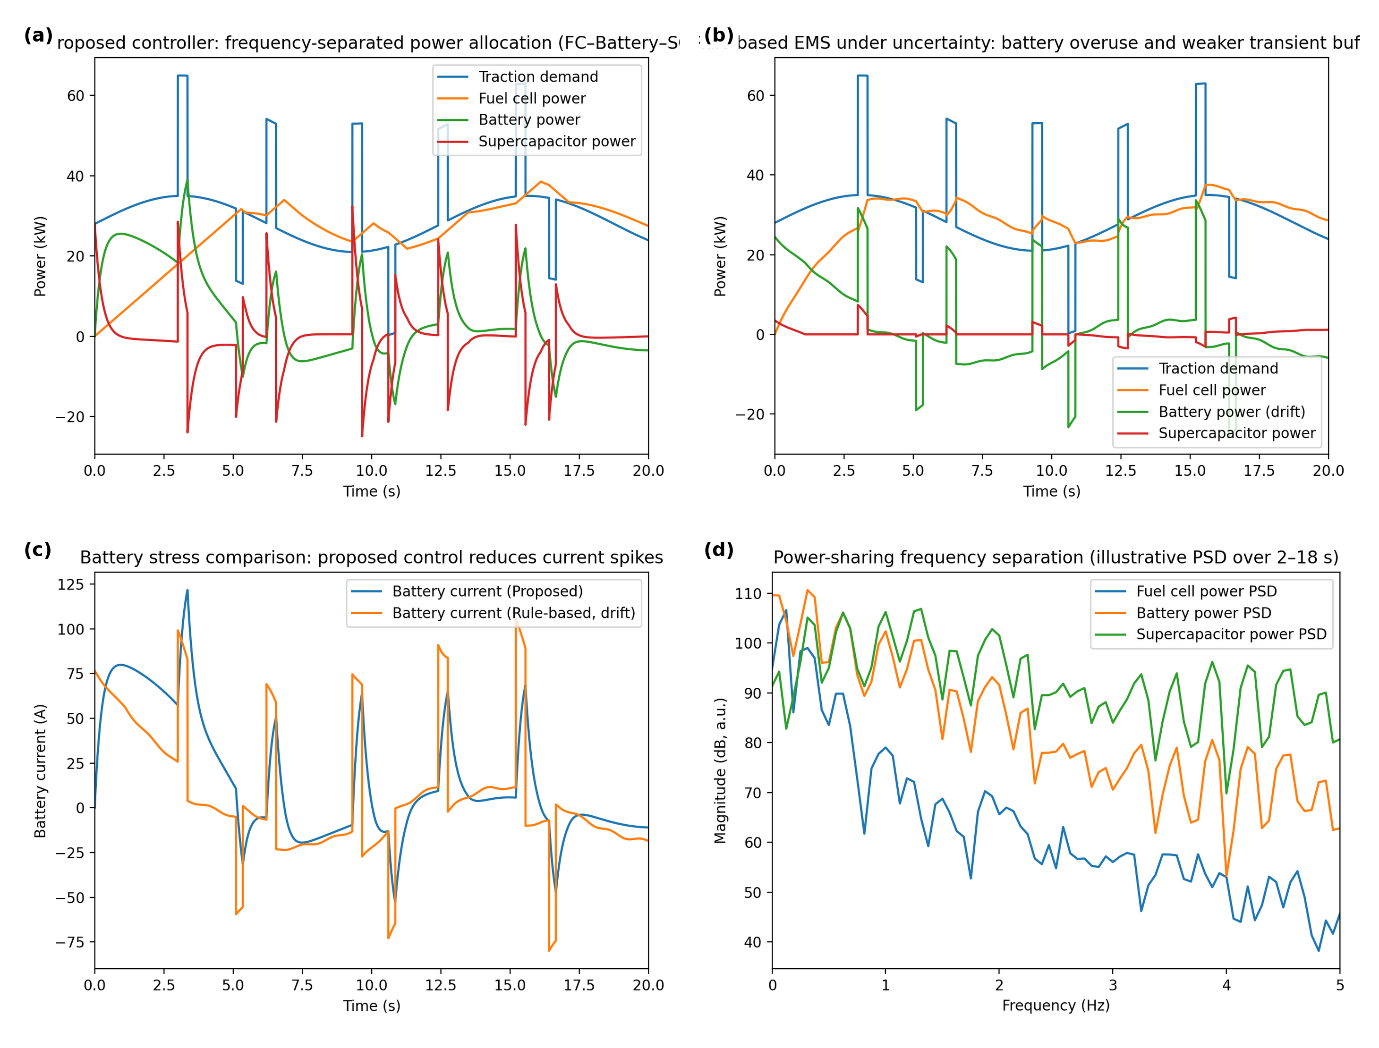 (a)
roposed controller: frequency-separated power allocation (FC–Battery–S
60
40
20
0
−20
Power (kW)
Traction demand
Fuel cell power
Battery power
Supercapacitor power
0.0 2.5 5.0 7.5 10.0 12.5 15.0 17.5 20.0
Time (s)
(b)
based EMS under uncertainty: battery overuse and weaker transient buf
60
40
20
0
−20
Power (kW)
Traction demand
Fuel cell power
Battery power (drift)
Supercapacitor power
0.0 2.5 5.0 7.5 10.0 12.5 15.0 17.5 20.0
Time (s)
(c)
Battery stress comparison: proposed control reduces current spikes
125
100
75
50
25
0
−25
−50
−75
Battery current (A)
Battery current (Proposed)
Battery current (Rule-based, drift)
0.0 2.5 5.0 7.5 10.0 12.5 15.0 17.5 20.0
Time (s)
(d)
Power-sharing frequency separation (illustrative PSD over 2–18 s)
110
100
90
80
70
60
50
40
Magnitude (dB, a.u.)
Fuel cell power PSD
Battery power PSD
Supercapacitor power PSD
0 1 2 3 4 5
Frequency (Hz)